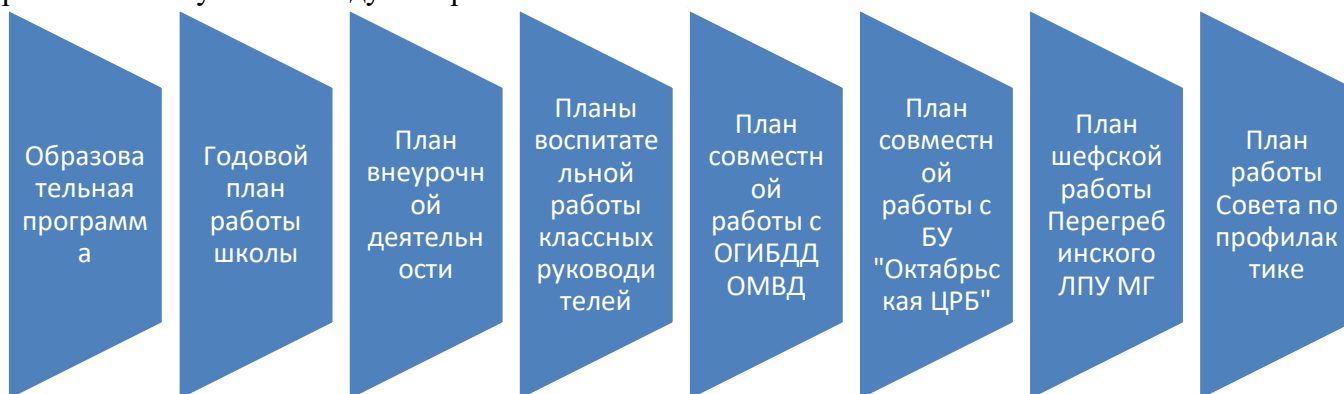 Образова
тельная
программ
а
Годовой
план
работы
школы
План
внеурочн
ой
деятельн
ости
Планы
воспитате
льной
работы
классных
руководи
телей
План
совместн
ой
работы с
ОГИБДД
ОМВД
План
совместн
ой
работы с
БУ
"Октябрьс
кая ЦРБ"
План
шефской
работы
Перегреб
инского
ЛПУ МГ
План
работы
Совета по
профилак
тике